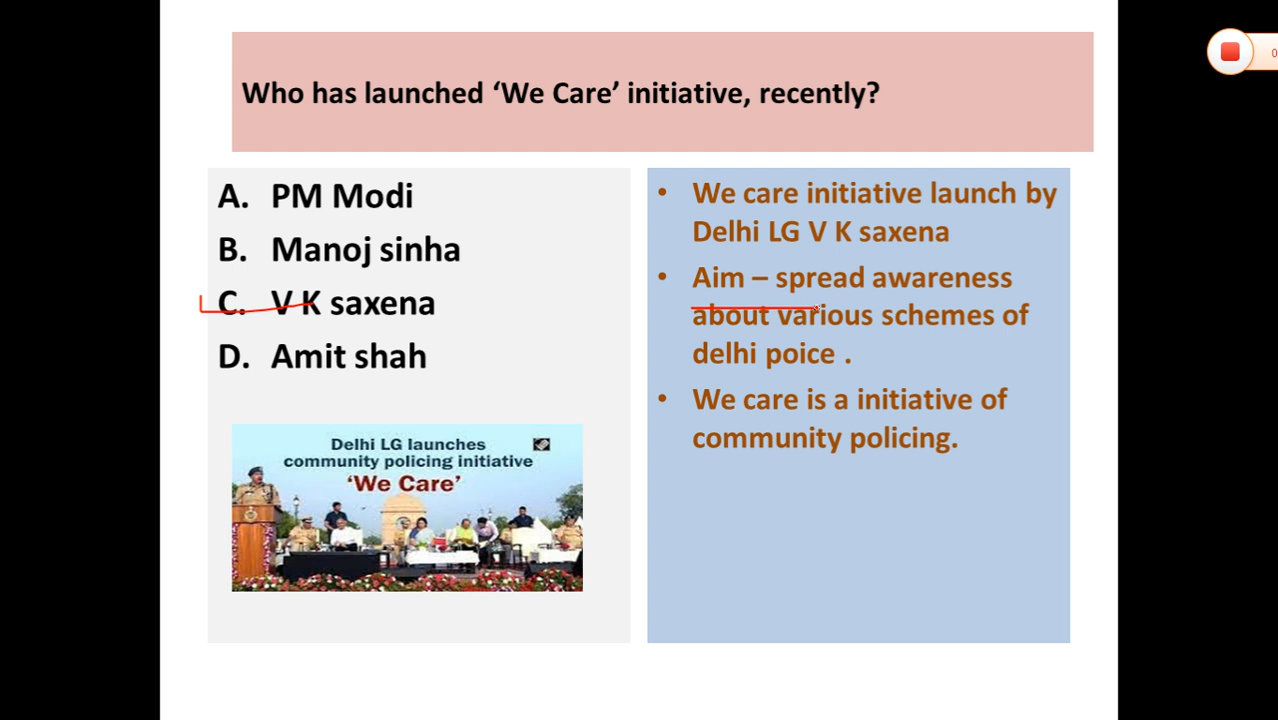 Who has launched ‘We Care’ initiative, recently?
A. PM Modi
B. Manoj sinha
C. V K saxena
D. Amit shah
Delhi LG launches
community policing initiative
‘We Care’
• We care initiative launch by
Delhi LG V K saxena
• Aim – spread awareness
about various schemes of
delhi poice .
• We care is a initiative of
community policing.
0